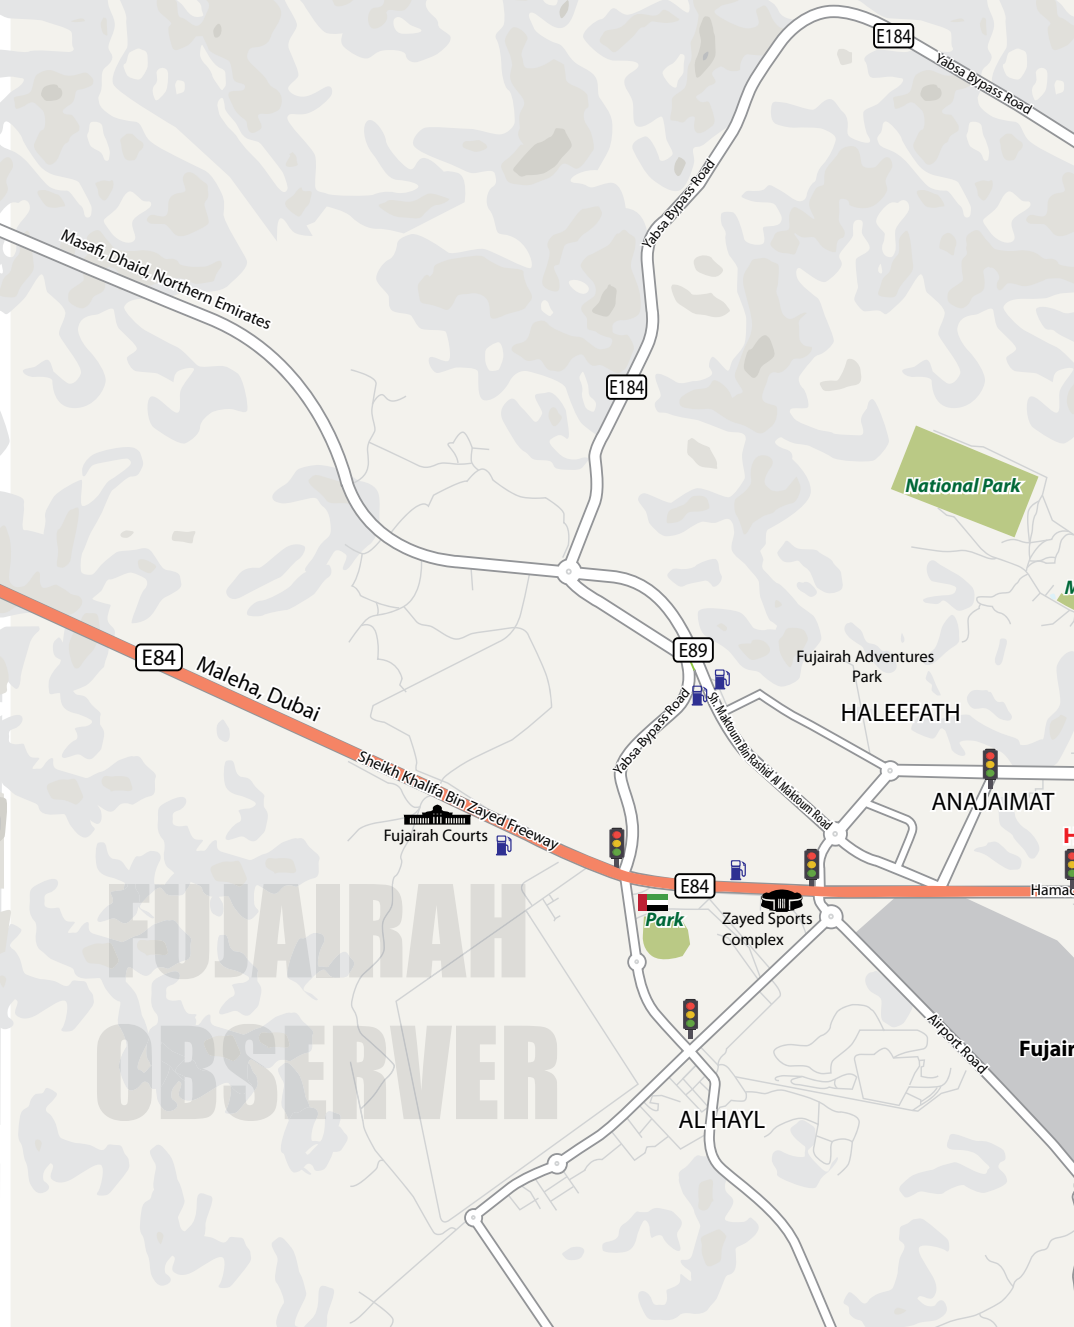 E184
Yabsa Bypass Road
Yabsa Bypass Road
Masafi, Dhaid, Northern Emirates
E184
National Park
M
E89
Fujairah Adventures
Park
E84
Maleha, Dubai
HALEEFATH
Yabsa Bypass Road
Sh. Maktoum Bin Rashid Al Maktoum Road
Sheikh Khalifa Bin Zayed Freeway
ANAJAIMAT
Fujairah Courts
H
E84
Hamad
FUJAIRAH
OBSERVER
Park
Zayed Sports
Complex
Airport Road
Fujair
AL HAYL